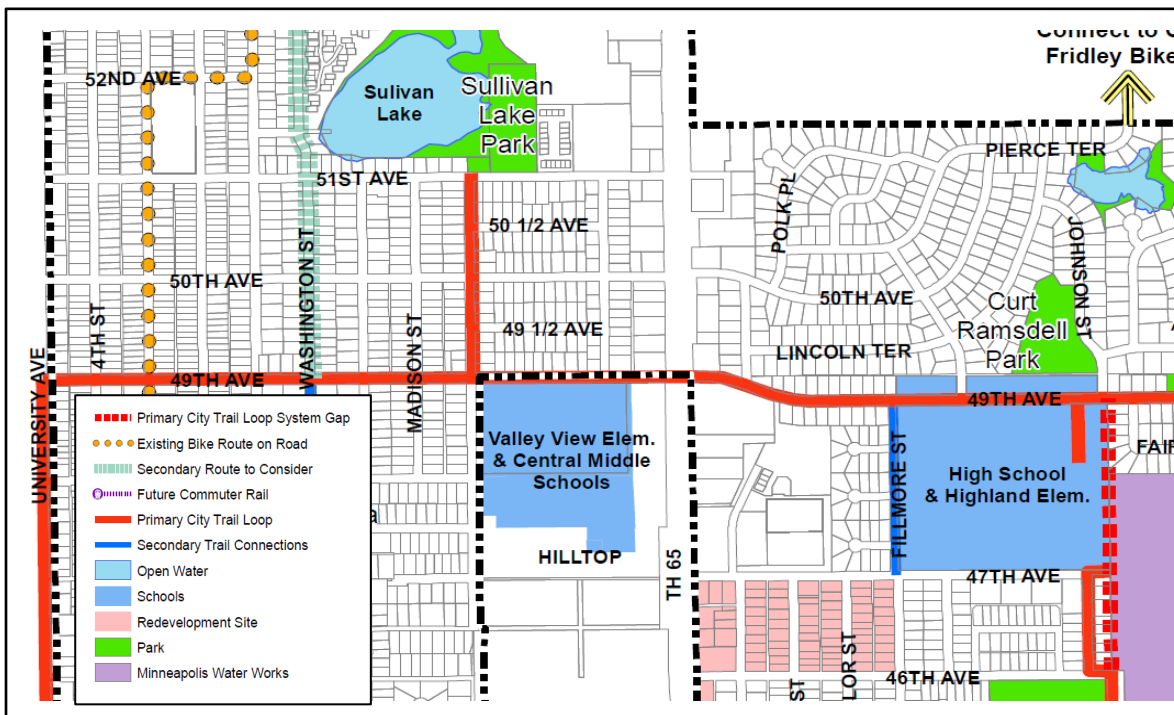 Connect to C
Fridley Bike
52ND AVE
Sulivan
Lake
Sullivan
Lake
Park
PIERCE TER
51ST AVE
POLK PL
JOHNSON ST
50 1/2 AVE
WASHINGTON ST
50TH AVE
50TH AVE
Curt
Ramsdell
Park
4TH ST
MADISON ST
49 1/2 AVE
LINCOLN TER
49TH AVE
49TH AVE
UNIVERSITY AVE
Valley View Elem.
& Central Middle
Schools
FILLMORE ST
High School
& Highland Elem.
FAIR
HILLTOP
TH 65
47TH AVE
ST
LOR ST
46TH AVE
Primary City Trail Loop System Gap
Existing Bike Route on Road
Secondary Route to Consider
Future Commuter Rail
Primary City Trail Loop
Secondary Trail Connections
Open Water
Schools
Redevelopment Site
Park
Minneapolis Water Works